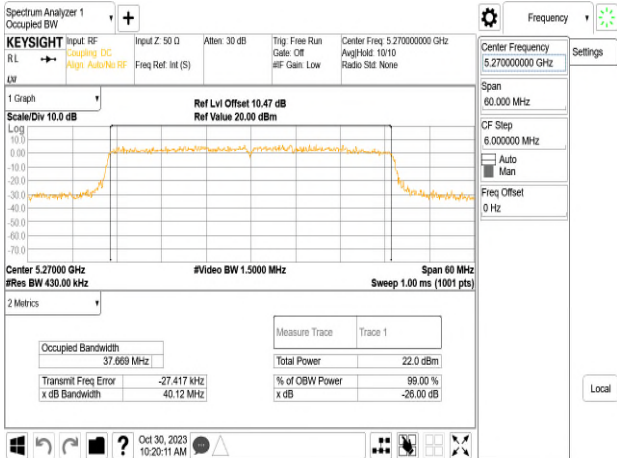 Spectrum Analyzer 1
Occupied BW
KEYSIGHT
RL
Input: RF
Coupling: DC
Align: Auto/No RF
Input Z: 50 Ω
Freq Ref: Int (S)
Atten: 30 dB
Trig: Free Run
Gate: Off
#IF Gain: Low
Center Freq: 5.270000000 GHz
Avg|Hold: 10/10
Radio Std: None
1 Graph
Scale/Div 10.0 dB
Ref Lvl Offset 10.47 dB
Ref Value 20.00 dBm
Log
10.0
0.00
-10.0
-20.0
-30.0
-40.0
-50.0
-60.0
-70.0
Center 5.27000 GHz
#Res BW 430.00 kHz
#Video BW 1.5000 MHz
Span 60 MHz
Sweep 1.00 ms (1001 pts)
2 Metrics
Measure Trace Trace 1
Occupied Bandwidth
37.669 MHz
Total Power 22.0 dBm
Transmit Freq Error -27.417 kHz
% of OBW Power 99.00 %
x dB Bandwidth 40.12 MHz
x dB -26.00 dB
Oct 30, 2023
10:20:11 AM
Frequency
Settings
Center Frequency
5.270000000 GHz
Span
60.000 MHz
CF Step
6.000000 MHz
Auto
Man
Freq Offset
0 Hz
Local